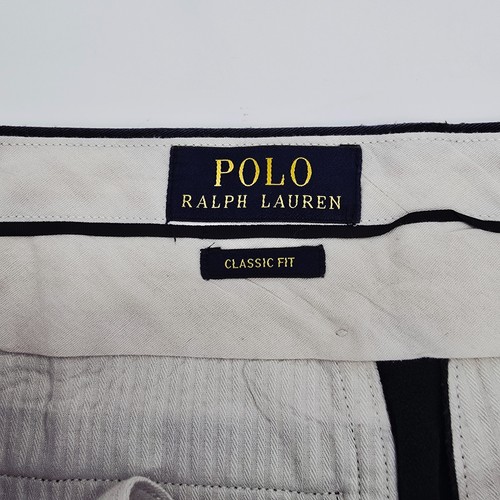 POLO
RALPH LAUREN
CLASSIC FIT